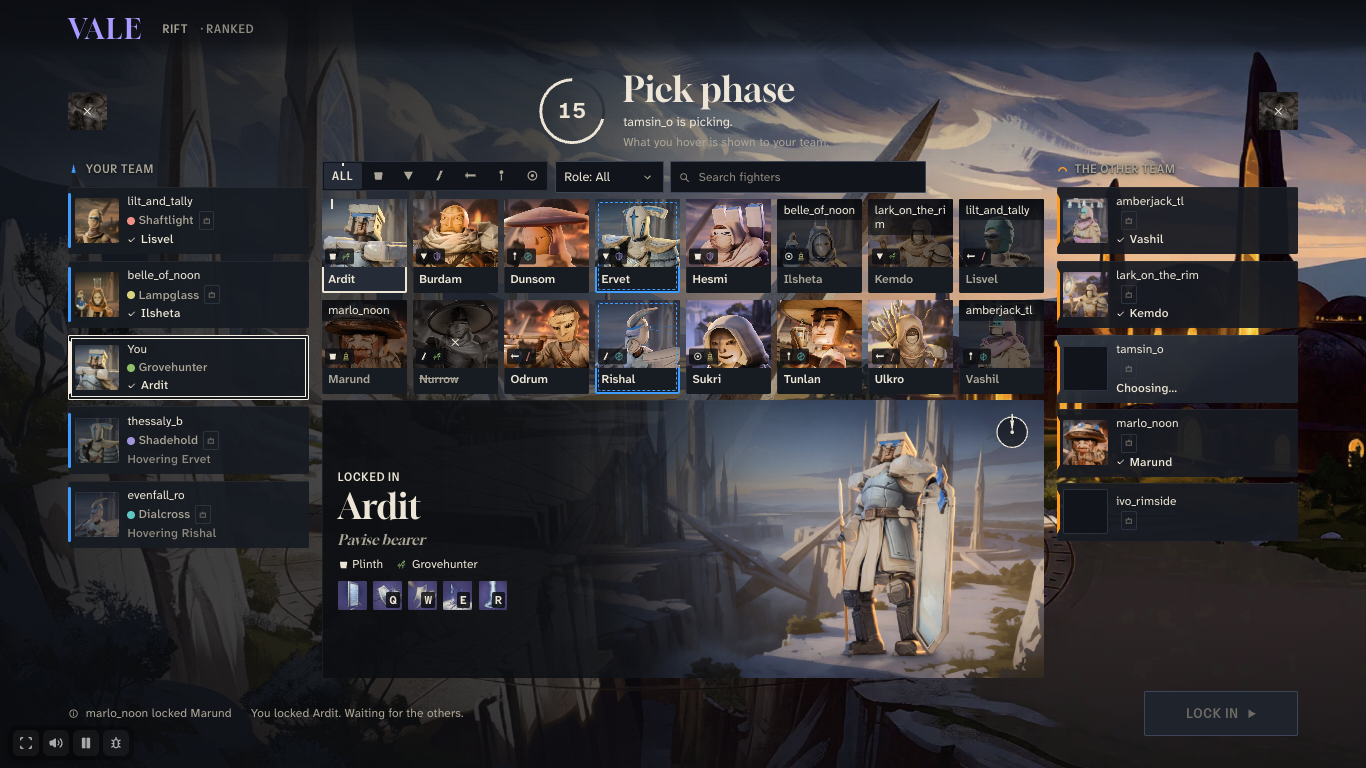 VALE
RIFT · RANKED
15
Pick phase
tamsin_o is picking.
What you hover is shown to your team.
YOUR TEAM
lilt_and_tally
Shaftlight
Lisvel
belle_of_noon
Lampglass
Ilsheta
You
Grovehunter
Ardit
thessaly_b
Shadehold
Hovering Ervet
evenfall_ro
Dialcross
Hovering Rishal
ALL
Role: All
Search fighters
Ardit
Burdam
Dunsom
Ervet
Hesmi
belle_of_noon
Ilsheta
lark_on_the_ri
m
Kemdo
lilt_and_tally
Lisvel
marlo_noon
Marund
Nurrow
Odrum
Rishal
Sukri
Tunlan
Ulkro
amberjack_tl
Vashil
LOCKED IN
Ardit
Pavise bearer
Plinth Grovehunter
Q W E R
THE OTHER TEAM
amberjack_tl
Vashil
lark_on_the_rim
Kemdo
tamsin_o
Choosing...
marlo_noon
Marund
ivo_rimside
marlo_noon locked Marund You locked Ardit. Waiting for the others.
LOCK IN